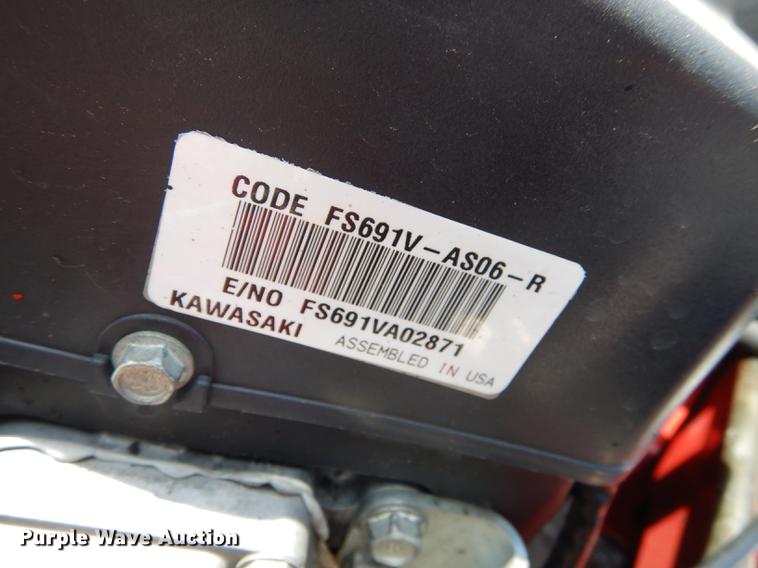 CODE FS691V-AS06-R
E/NO FS691VA02871
KAWASAKI ASSEMBLED IN USA
Purple Wave Auction